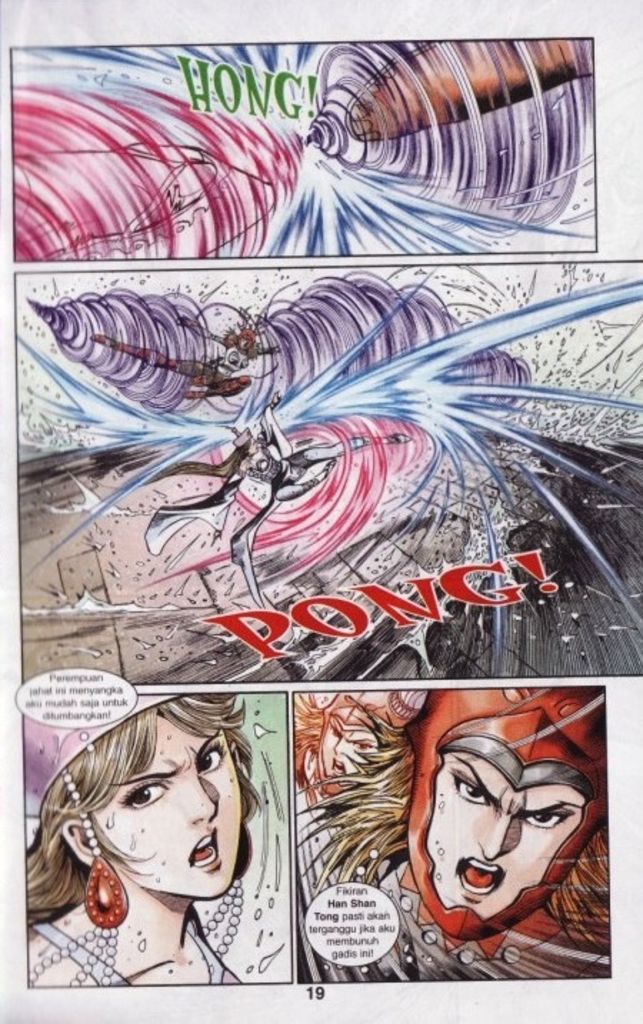 HONG!
PONG!
Perempuan
jahat ini menyangka
aku mudah saja untuk
ditumbangkan!
Fikiran
Han Shan
Tong pasti akan
terganggu jika aku
membunuh
gadis ini!
19